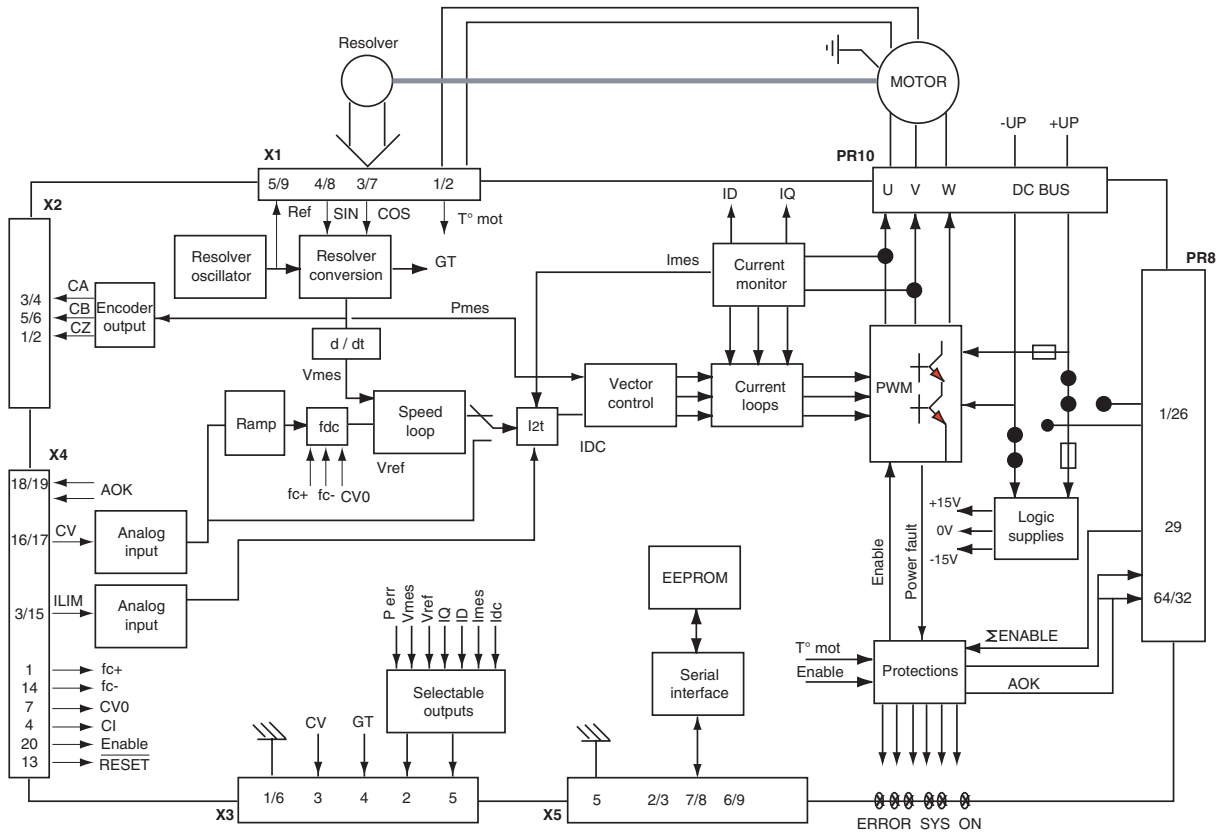 Resolver
MOTOR
-UP +UP
X1
PR10
5/9 4/8 3/7 1/2
U V W DC BUS
X2
Ref SIN COS T° mot
ID IQ
PR8
Resolver
oscillator
Resolver
conversion
GT
Imes
Current
monitor
CA
3/4
CB
5/6
CZ
1/2
Encoder
output
Pmes
d / dt
Vmes
Vector
control
Current
loops
PWM
Ramp
fdc
Speed
loop
I2t
IDC
1/26
Vref
fc+ fc- CV0
X4
18/19
AOK
+15V
0V
-15V
Logic
supplies
29
CV
16/17
Analog
input
Enable
Power fault
EEPROM
ILIM
3/15
Analog
input
64/32
P err
Vmes
Vref
IQ
ID
Imes
Idc
ΣENABLE
T° mot
Enable
Protections
AOK
1 fc+
14 fc-
7 CV0
4 CI
20 Enable
13 RESET
Selectable
outputs
Serial
interface
CV GT
X3
1/6 3 4 2 5
X5
5 2/3 7/8 6/9
ERROR SYS ON